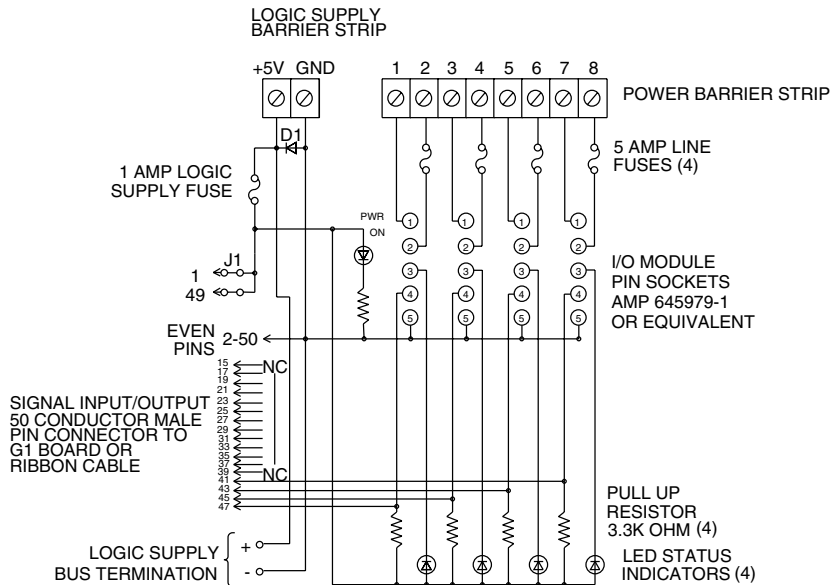 LOGIC SUPPLY
BARRIER STRIP
+5V GND
1 2 3 4 5 6 7 8
POWER BARRIER STRIP
D1
1 AMP LOGIC
SUPPLY FUSE
5 AMP LINE
FUSES (4)
PWR
ON
1 1 1 1
2 2 2 2
3 3 3 3
4 4 4 4
5 5 5 5
I/O MODULE
PIN SOCKETS
AMP 645979-1
OR EQUIVALENT
J1
1
49
EVEN
PINS
2-50
15
17
NC
19
21
23
25
27
29
31
33
35
37
39
NC
41
43
45
47
SIGNAL INPUT/OUTPUT
50 CONDUCTOR MALE
PIN CONNECTOR TO
G1 BOARD OR
RIBBON CABLE
PULL UP
RESISTOR
3.3K OHM (4)
LED STATUS
INDICATORS (4)
LOGIC SUPPLY
BUS TERMINATION
+
-